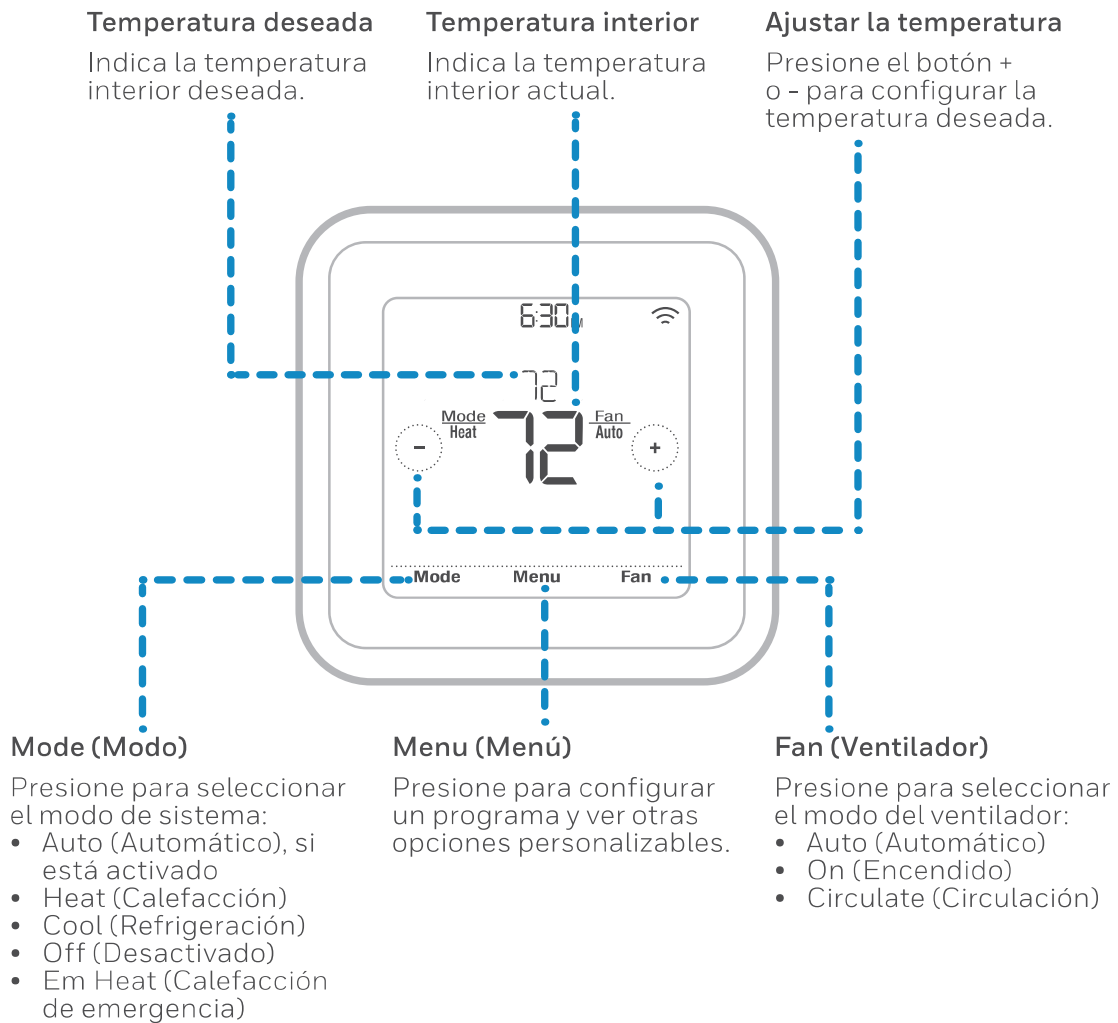 Temperatura deseada
Indica la temperatura
interior deseada.
Temperatura interior
Indica la temperatura
interior actual.
Ajustar la temperatura
Presione el botón +
o - para configurar la
temperatura deseada.
6:30
72
Mode
Heat
72
Fan
Auto
-
+
Mode Menu Fan
Mode (Modo)
Presione para seleccionar
el modo de sistema:
• Auto (Automático), si
está activado
• Heat (Calefacción)
• Cool (Refrigeración)
• Off (Desactivado)
• Em Heat (Calefacción
de emergencia)
Menu (Menú)
Presione para configurar
un programa y ver otras
opciones personalizables.
Fan (Ventilador)
Presione para seleccionar
el modo del ventilador:
• Auto (Automático)
• On (Encendido)
• Circulate (Circulación)